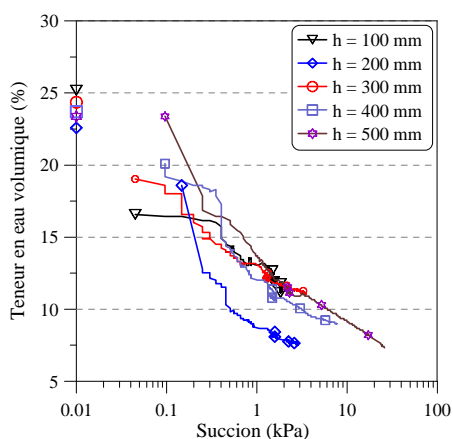 30
25
20
15
10
5
Teneur en eau volumique (%)
h = 100 mm
h = 200 mm
h = 300 mm
h = 400 mm
h = 500 mm
0.01 0.1 1 10 100
Succion (kPa)